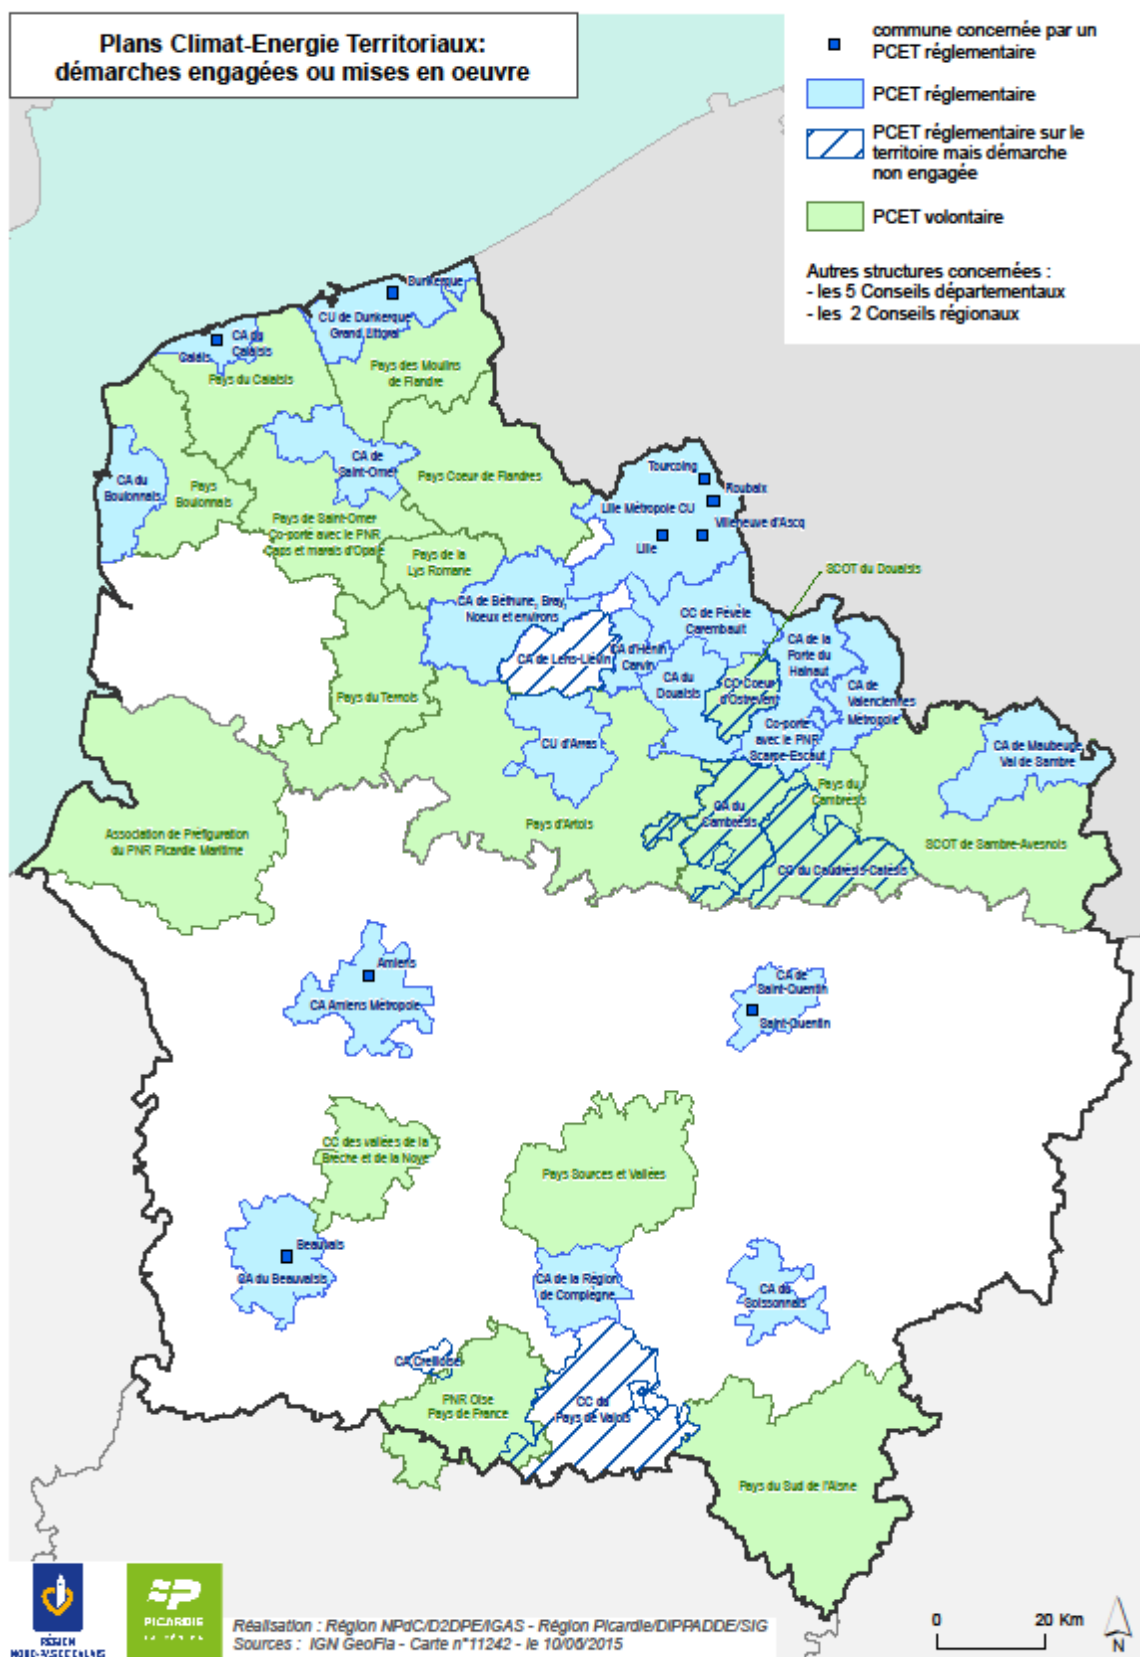 Plans Climat-Energie Territoriaux:
démarches engagées ou mises en oeuvre
commune concernée par un
PCET réglementaire
PCET réglementaire
PCET réglementaire sur le
territoire mais démarche
non engagée
PCET volontaire
Autres structures concernées :
- les 5 Conseils départementaux
- les 2 Conseils régionaux
Dunkerque
CU de Dunkerque
Grand Littoral
CA du
Calaisis
Calais
Pays du Calaisis
Pays des Moulins
de Flandre
CA du
Boulonnais
Pays
Boulonnais
CA de
Saint-Omer
Pays Coeur de Flandres
Pays de Saint-Omer
Co-porté avec le PNR
Caps et marais d'Opale
Pays de la
Lys Romane
Tourcoing
Roubaix
Lille Métropole CU
Villeneuve d'Ascq
Lille
SCOT du Douaisis
CA de Béthune, Bray,
Noeux et environs
CC de Pévèle
Carembault
CA de Lens-Liévin
CA d'Hénin
Carvin
CA de la
Porte du
Hainaut
CA du
Douaisis
CC Coeur
d'Ostrevent
CA de
Valenciennes
Métropole
Pays du Ternois
CU d'Arras
Co-porté
avec le PNR
Scarpe-Escaut
CA de Maubeuge
Val de Sambre
Pays du
Cambrésis
CA du
Cambrésis
Pays d'Artois
Association de Préfiguration
du PNR Picardie Maritime
SCOT de Sambre-Avesnois
CC du Caudrésis-Catésis
Amiens
CA Amiens Métropole
CA de
Saint-Quentin
Saint-Quentin
CC des vallées de la
Brèche et de la Noye
Pays Sources et Vallées
Beauvais
CA du Beauvaisis
CA de la Région
de Compiègne
CA du
Soissonnais
CA Creilloise
PNR Oise
Pays de France
CC du
Pays de Valois
Pays du Sud de l'Aisne
RÉGION
NORD-PAS DE CALAIS
PICARDIE
LA RÉGION
Réalisation : Région NPdC/D2DPE/IGAS - Région Picardie/DIPPADDE/SIG
Sources : IGN GeoFla - Carte n°11242 - le 10/06/2015
0 20 Km
N